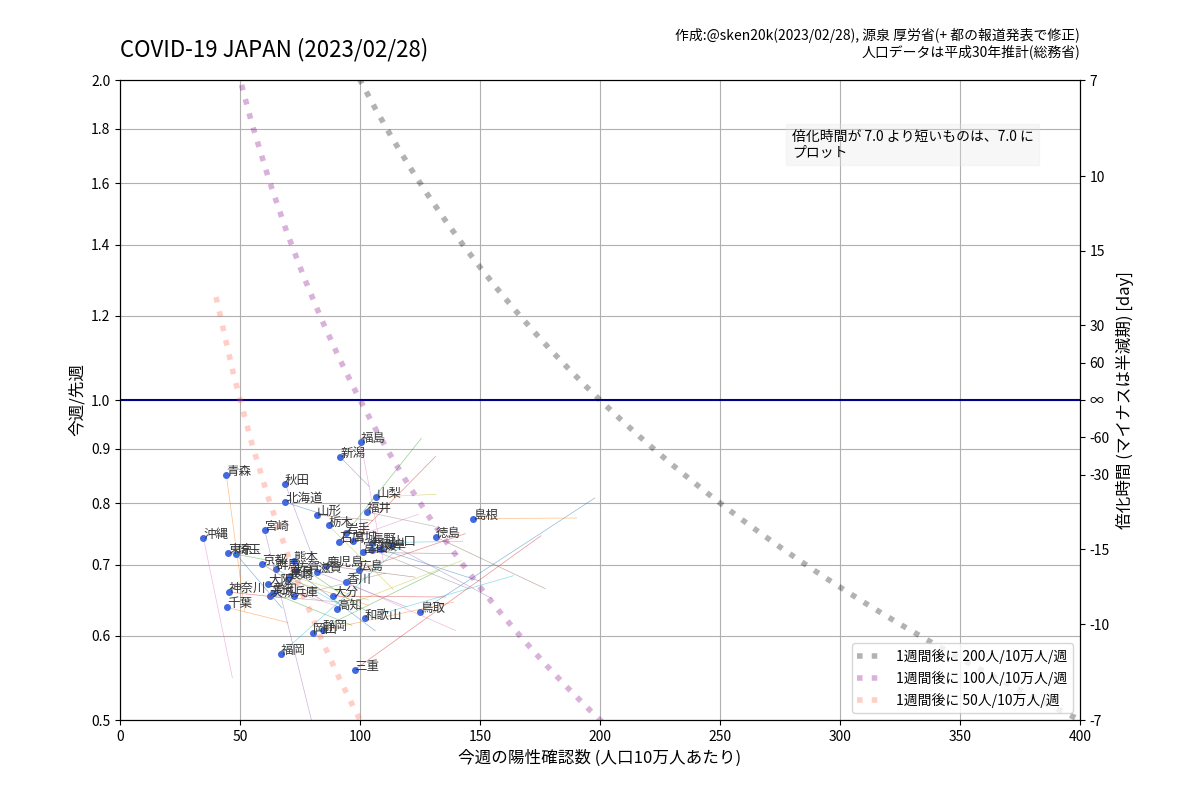 COVID-19 JAPAN (2023/02/28)
作成:@sken20k(2023/02/28), 源泉 厚労省(+ 都の報道発表で修正)
人口データは平成30年推計(総務省)
2.0
1.8
1.6
1.4
1.2
1.0
0.9
0.8
0.7
0.6
0.5
今週/先週
7
10
15
30
60
∞
-60
-30
-15
-10
-7
倍化時間 (マイナスは半減期) [day]
倍化時間が 7.0 より短いものは、7.0 に
プロット
福島
新潟
青森
秋田
山梨
北海道
福井
山形
島根
栃木
宮崎
岩手
徳島
沖縄
宮城
長野
山口
東京
埼玉
京都
熊本
鹿児島
広島
滋賀
香川
神奈川
兵庫
大分
千葉
高知
鳥取
和歌山
静岡
岡山
福岡
三重
1週間後に 200人/10万人/週
1週間後に 100人/10万人/週
1週間後に 50人/10万人/週
0
50
100
150
200
250
300
350
400
今週の陽性確認数 (人口10万人あたり)